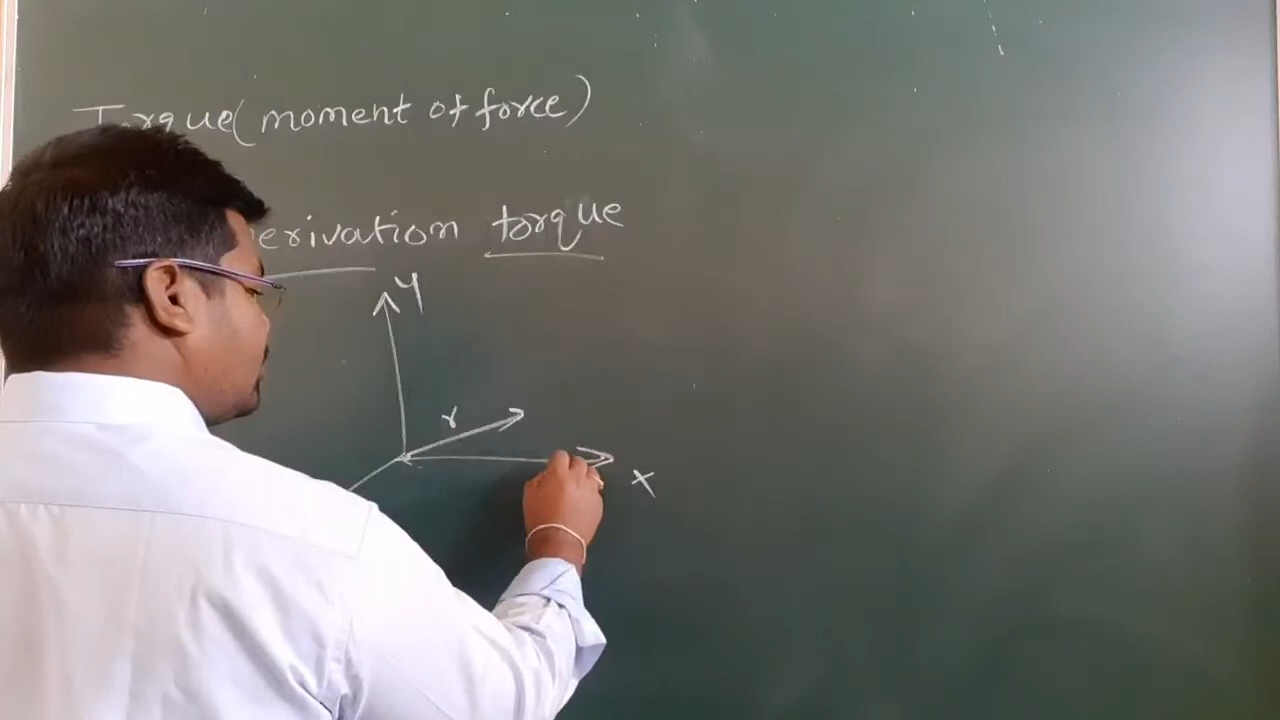 Torque (moment of force)
erivation torque
Y
r
X